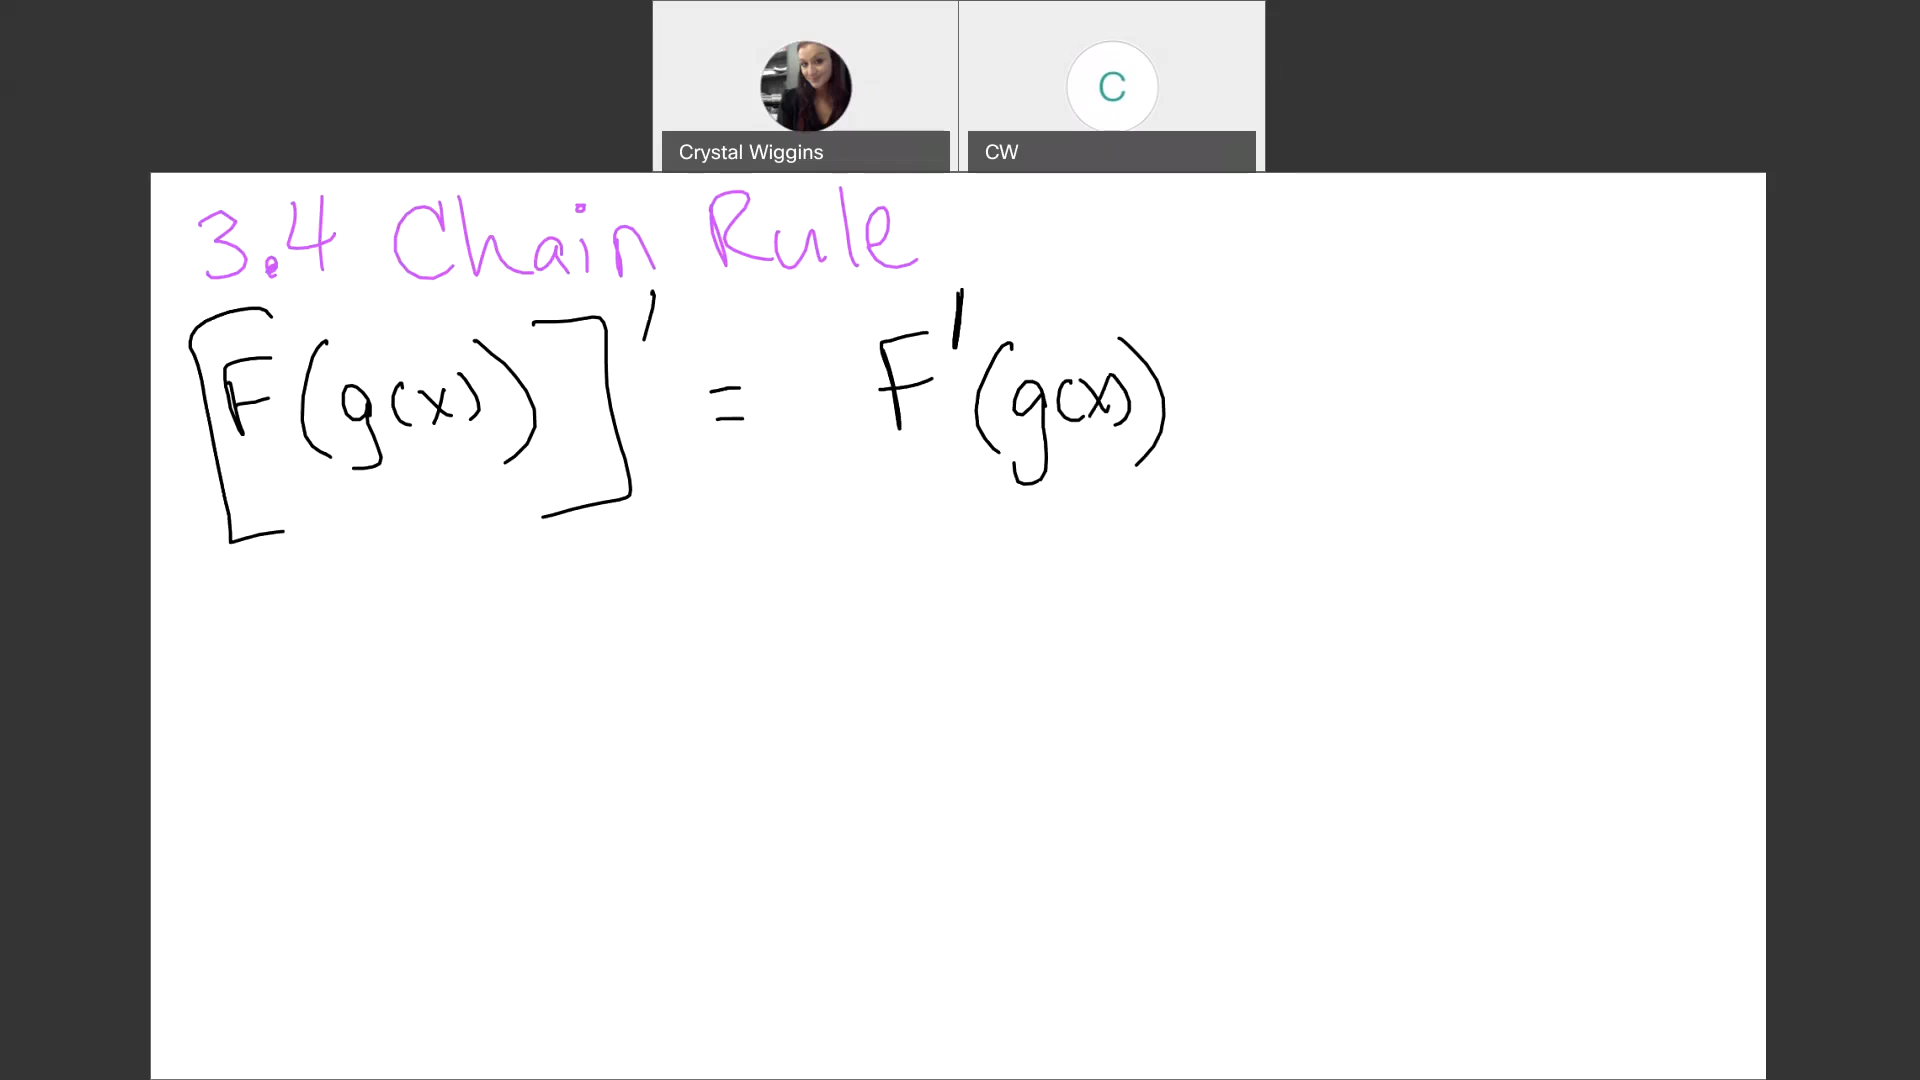 Crystal Wiggins
C
CW
3.4 Chain Rule
[F(g(x))]' = F'(g(x))